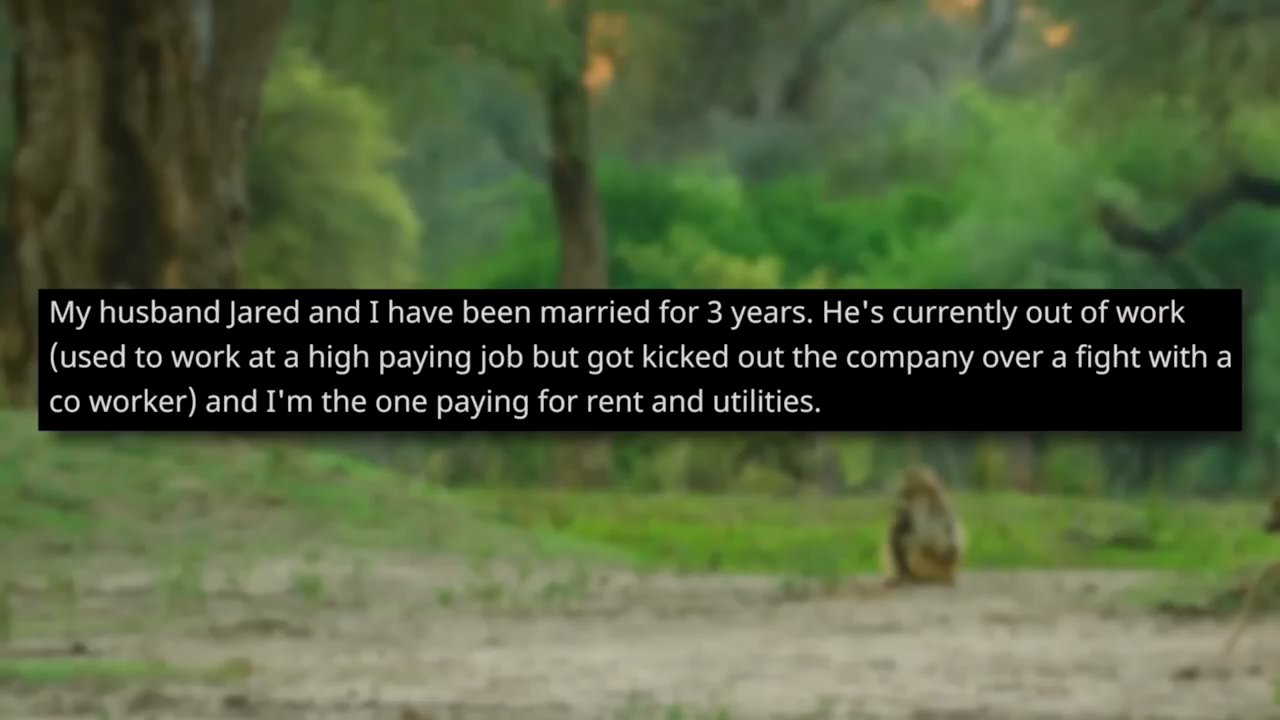 My husband Jared and I have been married for 3 years. He's currently out of work
(used to work at a high paying job but got kicked out the company over a fight with a
co worker) and I'm the one paying for rent and utilities.